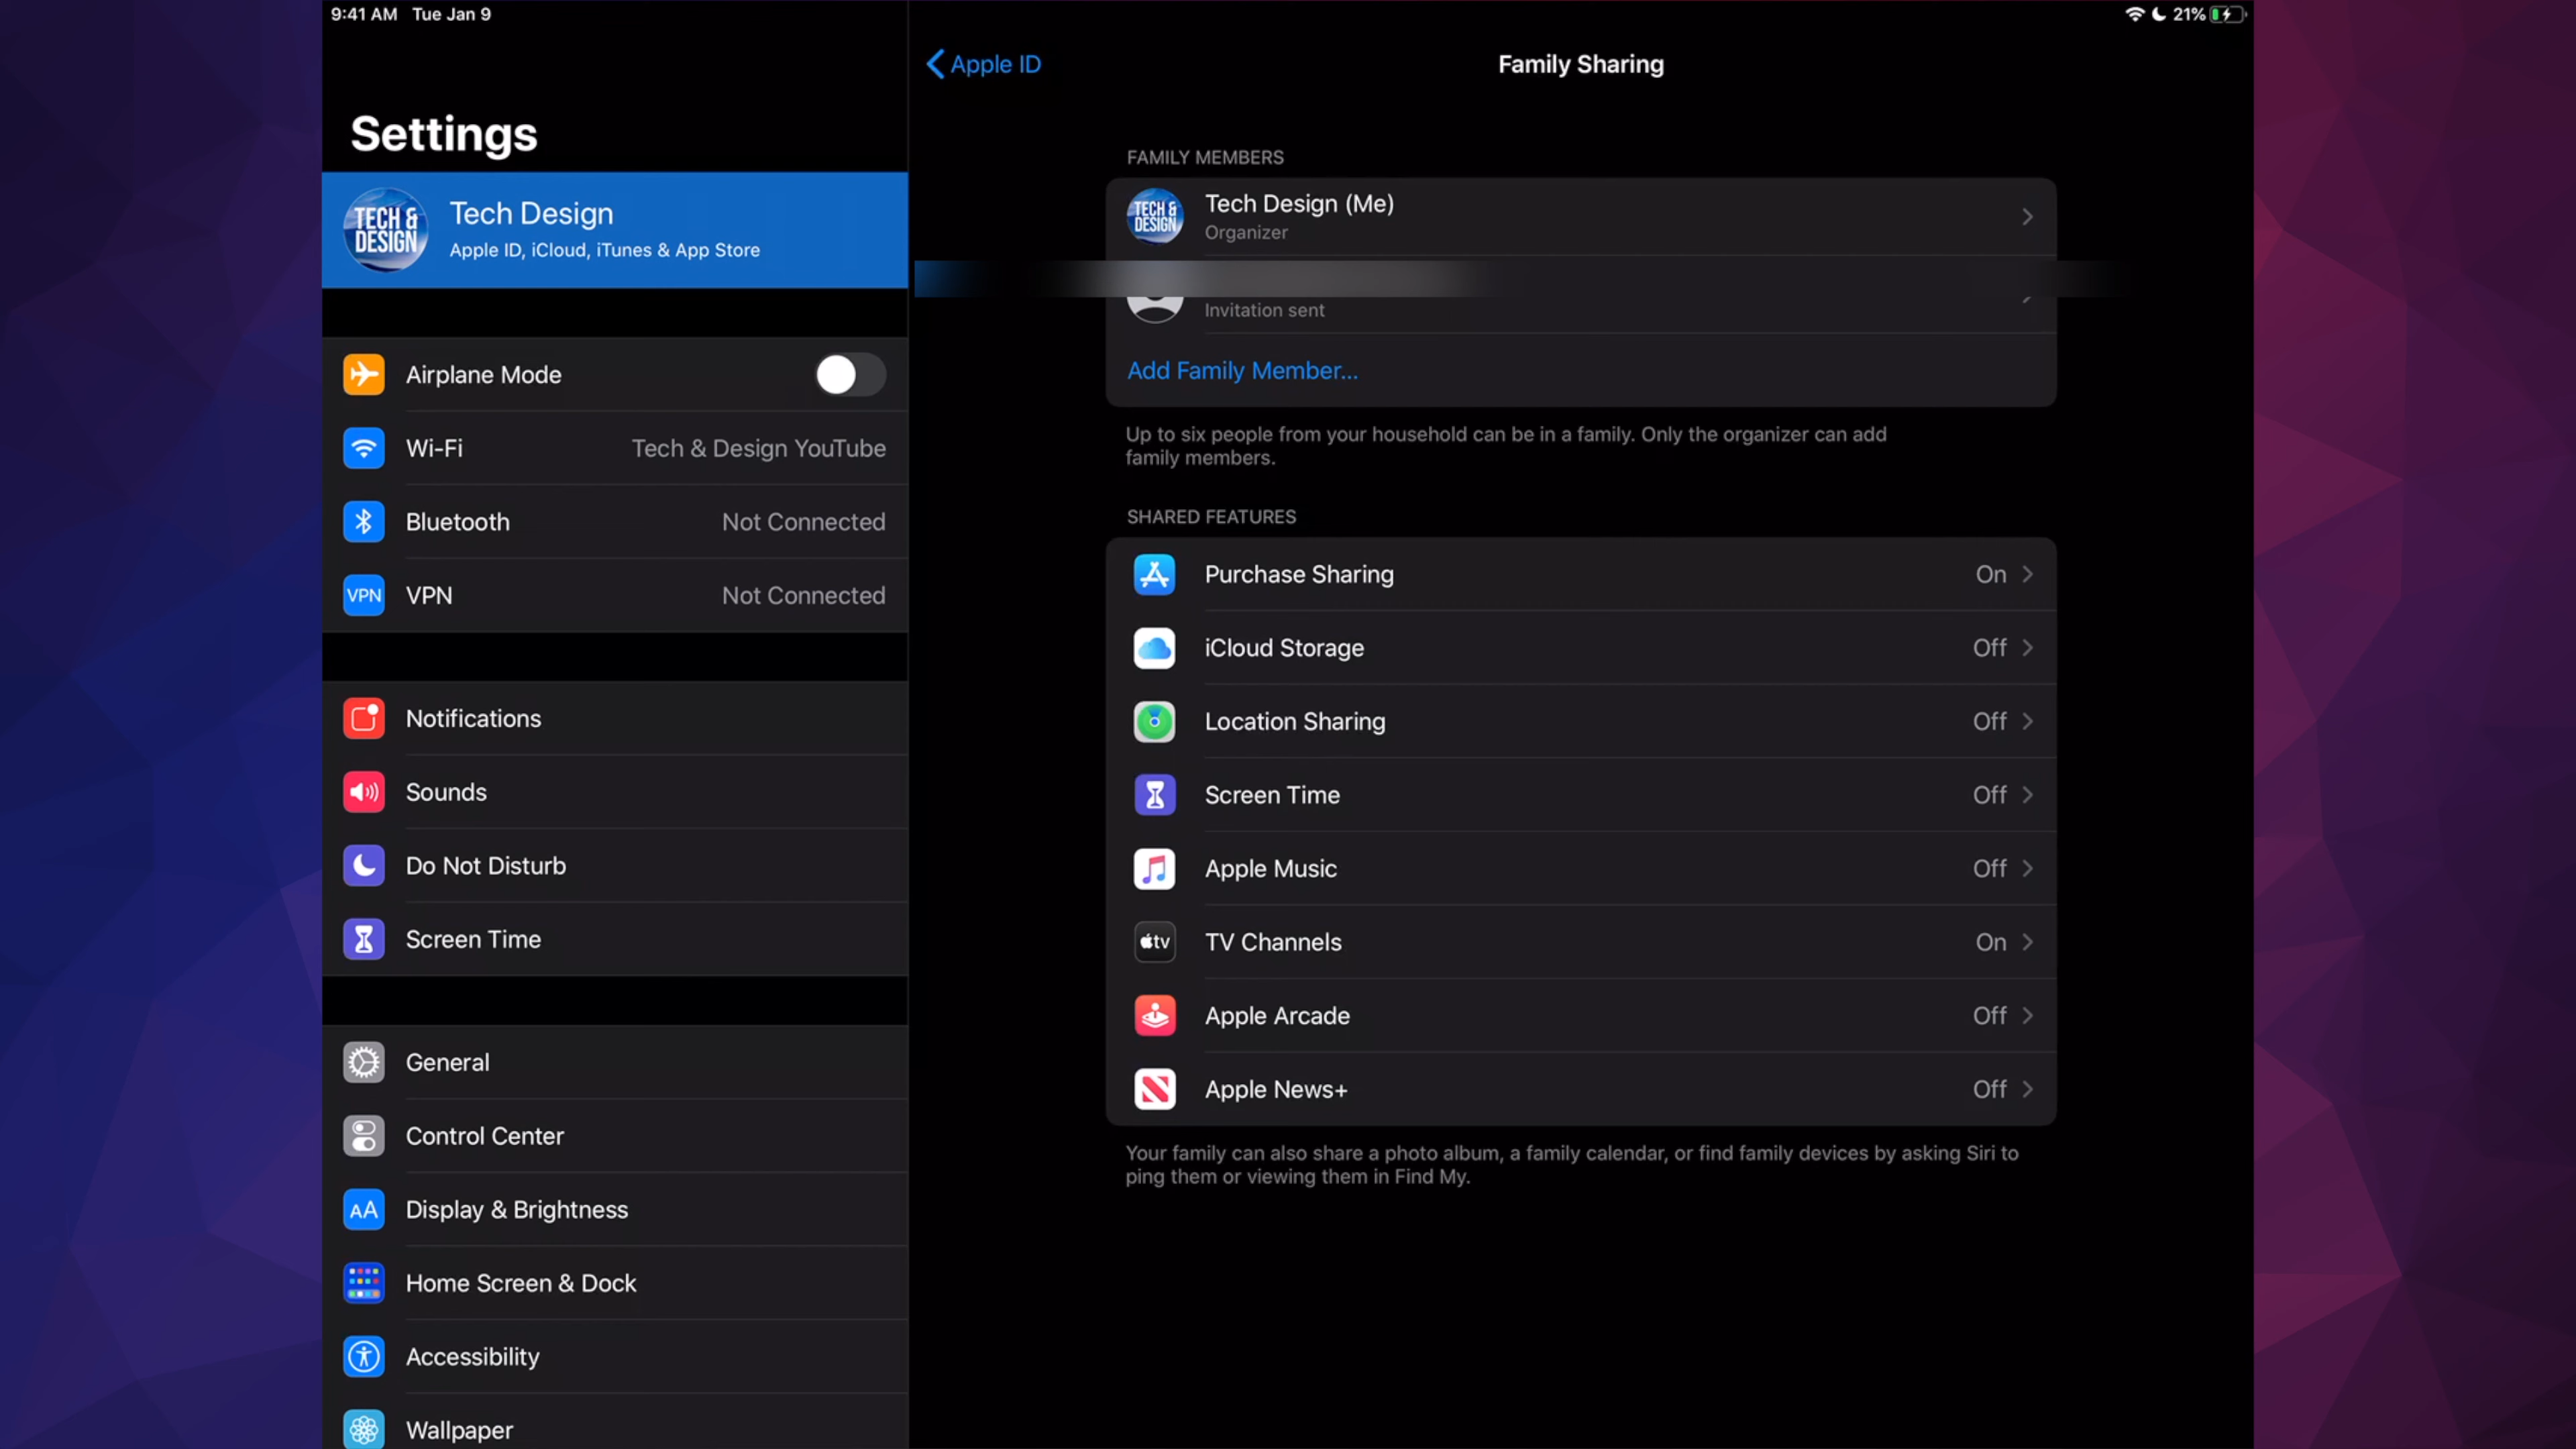 9:41 AM Tue Jan 9
21%
Settings
TECH &
DESIGN
Tech Design
Apple ID, iCloud, iTunes & App Store
Airplane Mode
Wi-Fi
Tech & Design YouTube
Bluetooth
Not Connected
VPN
VPN
Not Connected
Notifications
Sounds
Do Not Disturb
Screen Time
General
Control Center
AA
Display & Brightness
Home Screen & Dock
Accessibility
Wallpaper
Apple ID
Family Sharing
FAMILY MEMBERS
TECH &
DESIGN
Tech Design (Me)
Organizer
Invitation sent
Add Family Member...
Up to six people from your household can be in a family. Only the organizer can add
family members.
SHARED FEATURES
Purchase Sharing
On
iCloud Storage
Off
Location Sharing
Off
Screen Time
Off
Apple Music
Off
tv
TV Channels
On
Apple Arcade
Off
Apple News+
Off
Your family can also share a photo album, a family calendar, or find family devices by asking Siri to
ping them or viewing them in Find My.